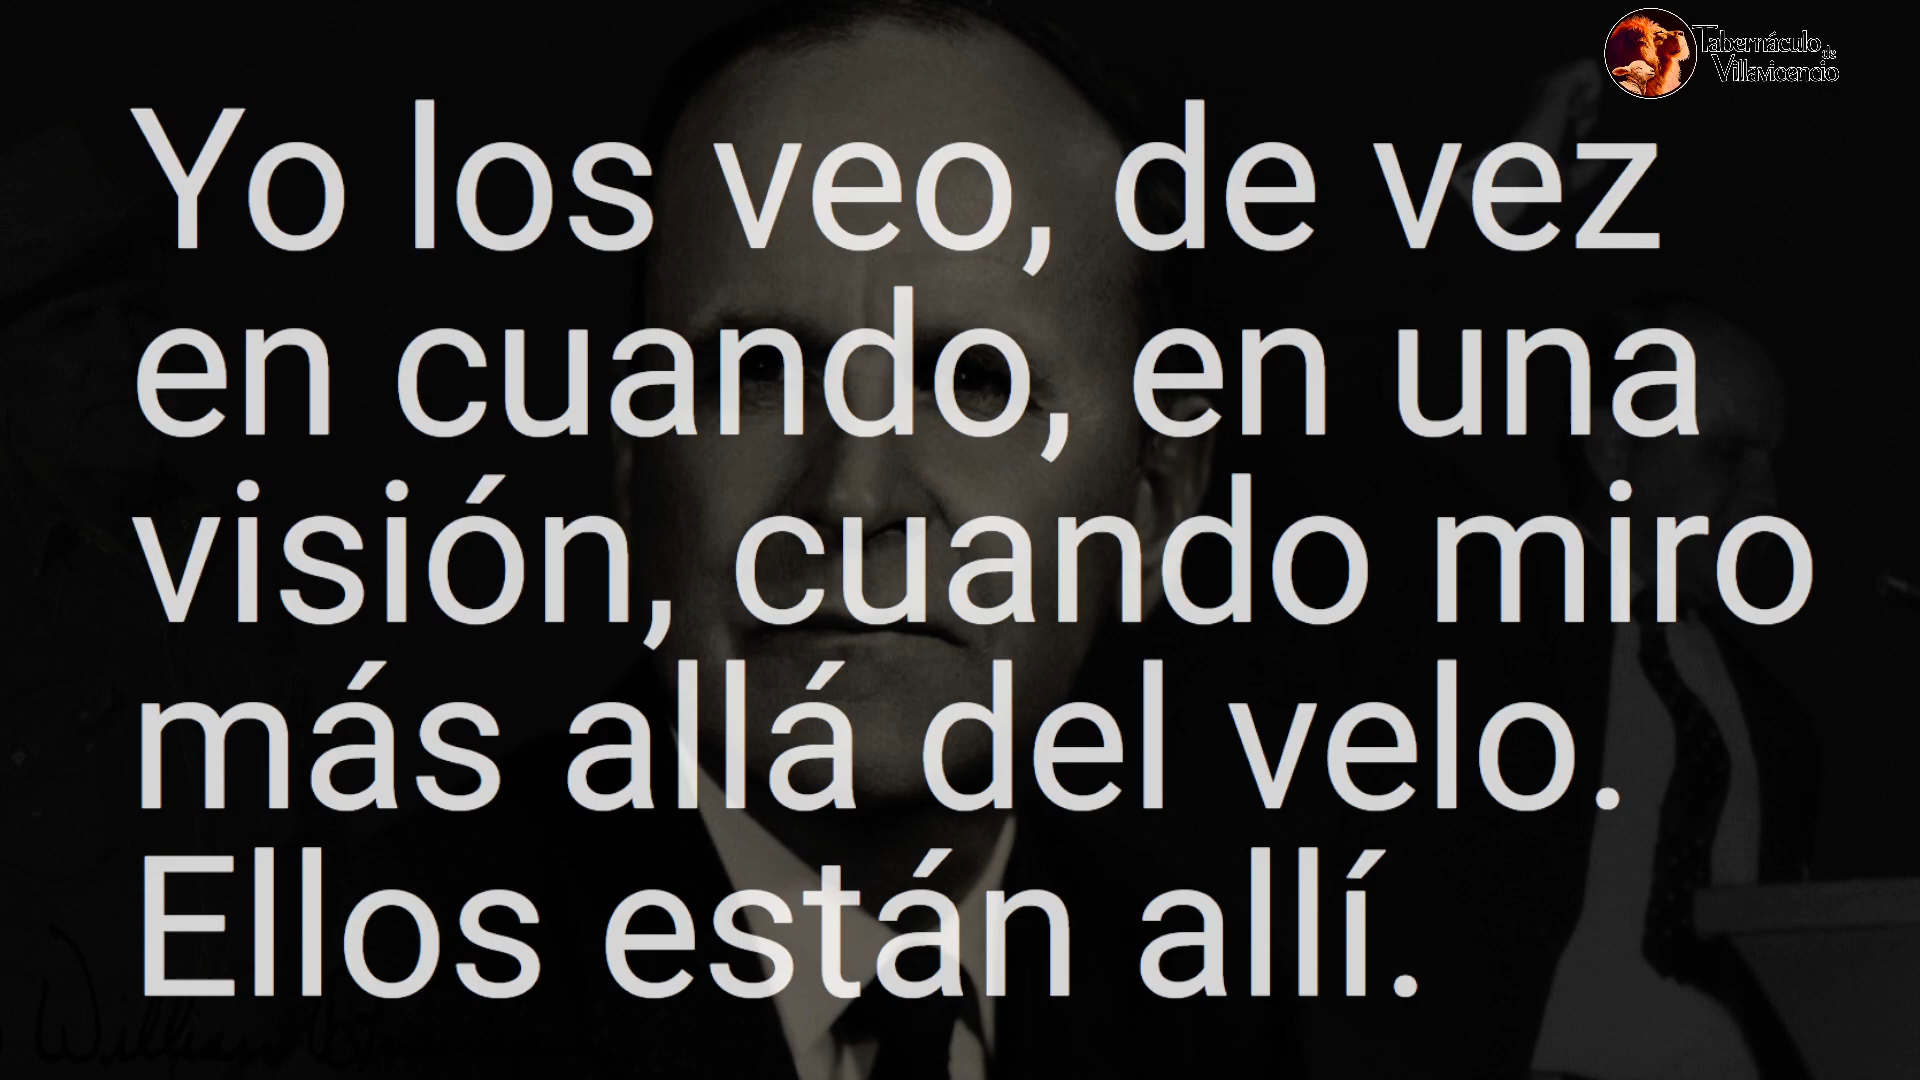 Tabernáculo de
Villavicencio
Yo los veo, de vez
en cuando, en una
visión, cuando miro
más allá del velo.
Ellos están allí.
William